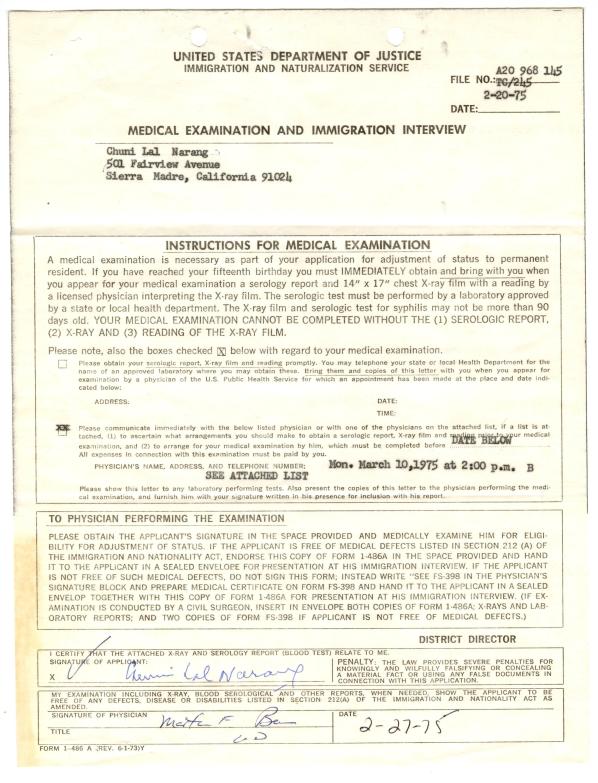 UNITED STATES DEPARTMENT OF JUSTICE
IMMIGRATION AND NATURALIZATION SERVICE
A20 968 145
FILE NO.: TG/245
2-20-75
DATE:
MEDICAL EXAMINATION AND IMMIGRATION INTERVIEW
Chuni Lal Narang
501 Fairview Avenue
Sierra Madre, California 91024
INSTRUCTIONS FOR MEDICAL EXAMINATION
A medical examination is necessary as part of your application for adjustment of status to permanent
resident. If you have reached your fifteenth birthday you must IMMEDIATELY obtain and bring with you when
you appear for your medical examination a serology report and 14" x 17" chest X-ray film with a reading by
a licensed physician interpreting the X-ray film. The serologic test must be performed by a laboratory approved
by a state or local health department. The X-ray film and serologic test for syphilis may not be more than 90
days old. YOUR MEDICAL EXAMINATION CANNOT BE COMPLETED WITHOUT THE (1) SEROLOGIC REPORT,
(2) X-RAY AND (3) READING OF THE X-RAY FILM.
Please note, also the boxes checked X below with regard to your medical examination.
Please obtain your serologic report, X-ray film and reading promptly. You may telephone your state or local Health Department for the
name of an approved laboratory where you may obtain these. Bring them and copies of this letter with you when you appear for
examination by a physician of the U.S. Public Health Service for which an appointment has been made at the place and date indi-
cated below:
ADDRESS: DATE:
TIME:
XX Please communicate immediately with the below listed physician or with one of the physicians on the attached list, if a list is at-
tached, (1) to ascertain what arrangements you should make to obtain a serologic report, X-ray film and reading prior to your medical
examination, and (2) to arrange for your medical examination by him, which must be completed before DATE BELOW
All expenses in connection with this examination must be paid by you.
PHYSICIAN'S NAME, ADDRESS, AND TELEPHONE NUMBER: Mon. March 10,1975 at 2:00 p.m. B
SEE ATTACHED LIST
Please show this letter to any laboratory performing tests. Also present the copies of this letter to the physician performing the medi-
cal examination, and furnish him with your signature written in his presence for inclusion with his report.
TO PHYSICIAN PERFORMING THE EXAMINATION
PLEASE OBTAIN THE APPLICANT'S SIGNATURE IN THE SPACE PROVIDED AND MEDICALLY EXAMINE HIM FOR ELIGI-
BILITY FOR ADJUSTMENT OF STATUS. IF THE APPLICANT IS FREE OF MEDICAL DEFECTS LISTED IN SECTION 212 (A) OF
THE IMMIGRATION AND NATIONALITY ACT, ENDORSE THIS COPY OF FORM 1-486A IN THE SPACE PROVIDED AND HAND
IT TO THE APPLICANT IN A SEALED ENVELOPE FOR PRESENTATION AT HIS IMMIGRATION INTERVIEW. IF THE APPLICANT
IS NOT FREE OF SUCH MEDICAL DEFECTS, DO NOT SIGN THIS FORM; INSTEAD WRITE "SEE FS-398 IN THE PHYSICIAN'S
SIGNATURE BLOCK AND PREPARE MEDICAL CERTIFICATE ON FORM FS-398 AND HAND IT TO THE APPLICANT IN A SEALED
ENVELOP TOGETHER WITH THIS COPY OF FORM 1-486A FOR PRESENTATION AT HIS IMMIGRATION INTERVIEW. (IF EX-
AMINATION IS CONDUCTED BY A CIVIL SURGEON, INSERT IN ENVELOPE BOTH COPIES OF FORM 1-486A; X-RAYS AND LAB-
ORATORY REPORTS; AND TWO COPIES OF FORM FS-398 IF APPLICANT IS NOT FREE OF MEDICAL DEFECTS.)
DISTRICT DIRECTOR
I CERTIFY THAT THE ATTACHED X-RAY AND SEROLOGY REPORT (BLOOD TEST) RELATE TO ME.
SIGNATURE OF APPLICANT:
X Chuni Lal Narang
PENALTY: THE LAW PROVIDES SEVERE PENALTIES FOR
KNOWINGLY AND WILFULLY FALSIFYING OR CONCEALING
A MATERIAL FACT OR USING ANY FALSE DOCUMENTS IN
CONNECTION WITH THIS APPLICATION.
MY EXAMINATION INCLUDING X-RAY, BLOOD SEROLOGICAL AND OTHER REPORTS, WHEN NEEDED, SHOW THE APPLICANT TO BE
FREE OF ANY DEFECTS, DISEASE OR DISABILITIES LISTED IN SECTION 212(A) OF THE IMMIGRATION AND NATIONALITY ACT AS
AMENDED.
SIGNATURE OF PHYSICIAN
DATE
2-27-75
TITLE
FORM 1-486 A (REV. 6-1-73)Y